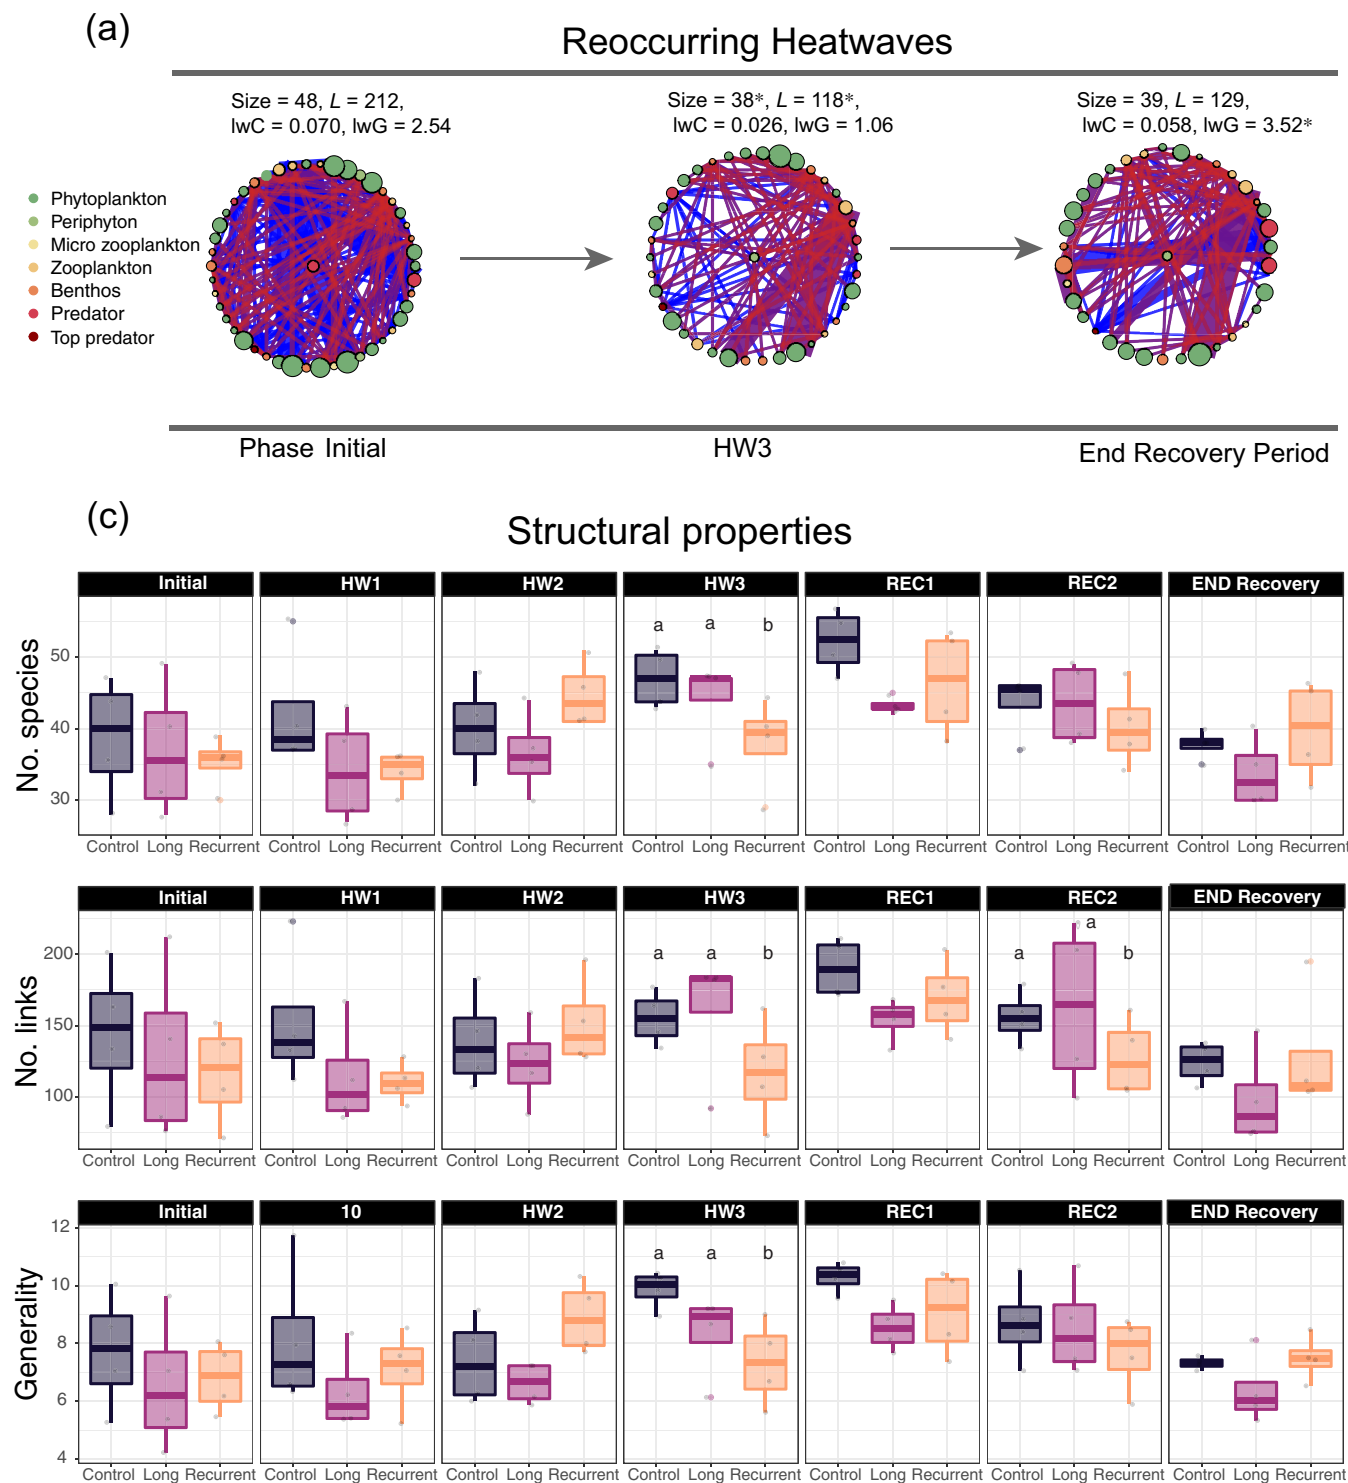 (a)
Reoccurring Heatwaves
Size = 48, L = 212,
lwC = 0.070, lwG = 2.54
Size = 38*, L = 118*,
lwC = 0.026, lwG = 1.06
Size = 39, L = 129,
lwC = 0.058, lwG = 3.52*
Phytoplankton
Periphyton
Micro zooplankton
Zooplankton
Benthos
Predator
Top predator
Phase Initial
HW3
End Recovery Period
(c)
Structural properties
Initial HW1 HW2 HW3 REC1 REC2 END Recovery
No. species
50
40
30
a a b
Control Long Recurrent Control Long Recurrent Control Long Recurrent Control Long Recurrent Control Long Recurrent Control Long Recurrent Control Long Recurrent
Initial HW1 HW2 HW3 REC1 REC2 END Recovery
No. links
200
150
100
a a b a a b
Control Long Recurrent Control Long Recurrent Control Long Recurrent Control Long Recurrent Control Long Recurrent Control Long Recurrent Control Long Recurrent
Initial 10 HW2 HW3 REC1 REC2 END Recovery
Generality
12
10
8
6
4
a a b
Control Long Recurrent Control Long Recurrent Control Long Recurrent Control Long Recurrent Control Long Recurrent Control Long Recurrent Control Long Recurrent